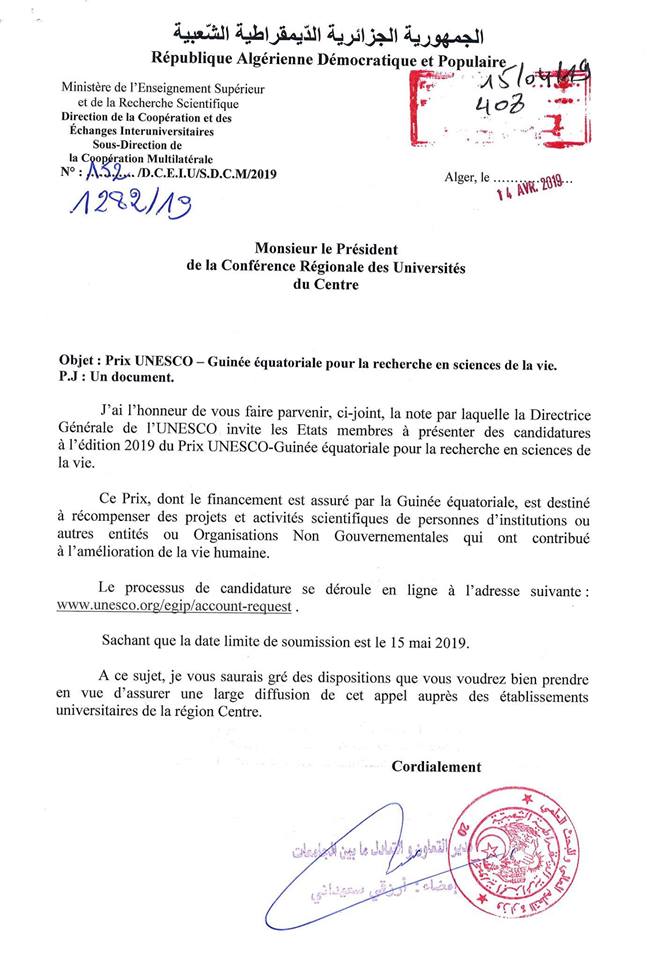 الجمهورية الجزائرية الدّيمقراطية الشّعبية
République Algérienne Démocratique et Populaire
Ministère de l'Enseignement Supérieur
et de la Recherche Scientifique
Direction de la Coopération et des
Échanges Interuniversitaires
Sous-Direction de
la Coopération Multilatérale
N° : 132 /D.C.E.I.U/S.D.C.M/2019
1282/19
15/04/19
403
Alger, le ....................
14 AVR. 2019
Monsieur le Président
de la Conférence Régionale des Universités
du Centre
Objet : Prix UNESCO – Guinée équatoriale pour la recherche en sciences de la vie.
P.J : Un document.
J'ai l'honneur de vous faire parvenir, ci-joint, la note par laquelle la Directrice
Générale de l'UNESCO invite les Etats membres à présenter des candidatures
à l'édition 2019 du Prix UNESCO-Guinée équatoriale pour la recherche en sciences de
la vie.
Ce Prix, dont le financement est assuré par la Guinée équatoriale, est destiné
à récompenser des projets et activités scientifiques de personnes d'institutions ou
autres entités ou Organisations Non Gouvernementales qui ont contribué
à l'amélioration de la vie humaine.
Le processus de candidature se déroule en ligne à l'adresse suivante :
www.unesco.org/egip/account-request .
Sachant que la date limite de soumission est le 15 mai 2019.
A ce sujet, je vous saurais gré des dispositions que vous voudrez bien prendre
en vue d'assurer une large diffusion de cet appel auprès des établissements
universitaires de la région Centre.
Cordialement
مدير التعاون و التبادل ما بين الجامعات
إمضاء : أرزقي سعيداني